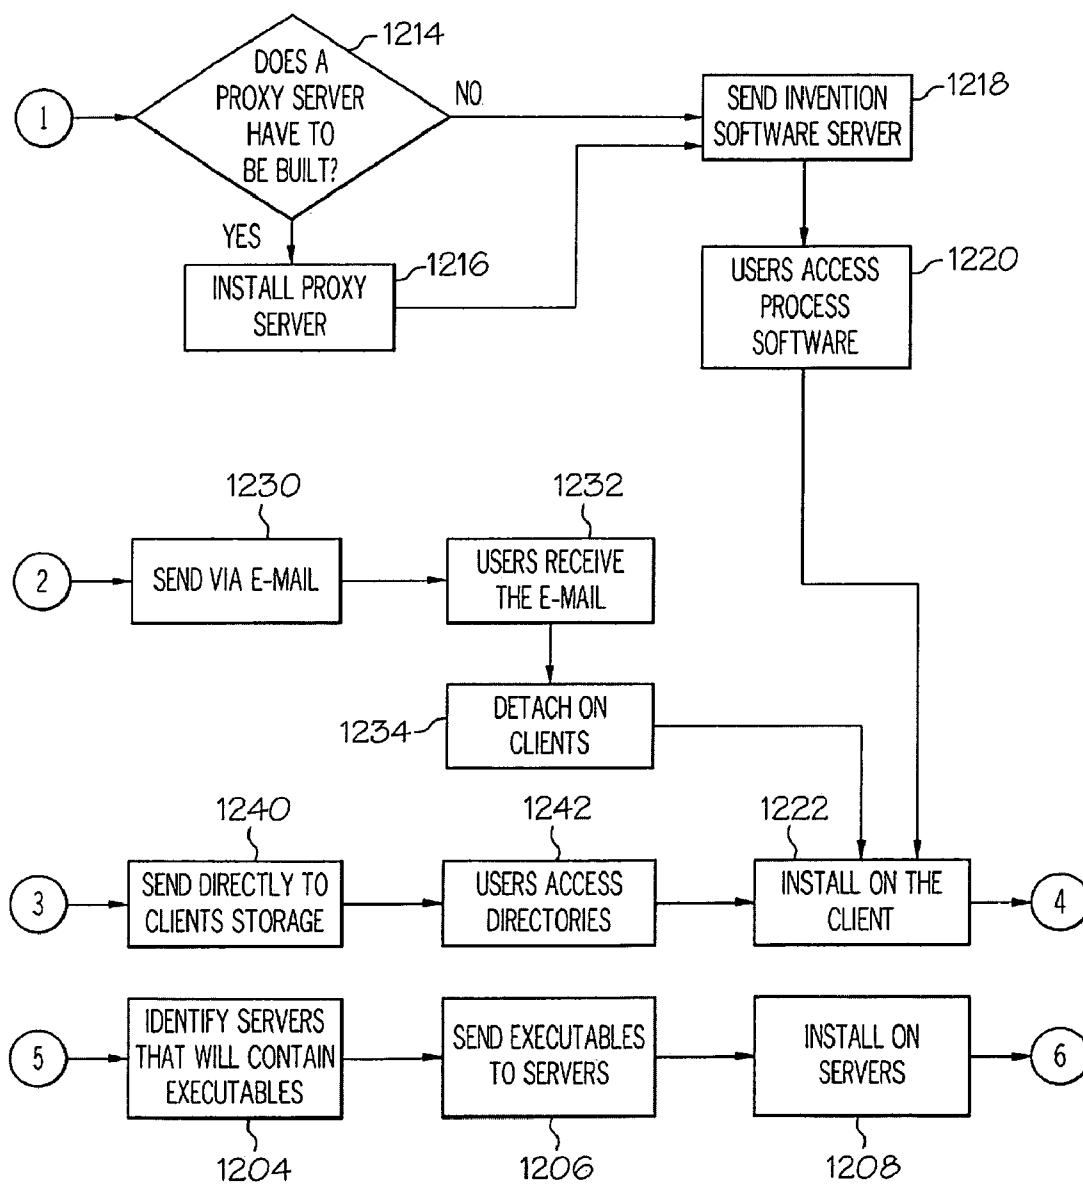 1214
DOES A
PROXY SERVER
HAVE TO
BE BUILT?
1
NO
SEND INVENTION
SOFTWARE SERVER
1218
YES
INSTALL PROXY
SERVER
1216
USERS ACCESS
PROCESS
SOFTWARE
1220
1230
1232
2
SEND VIA E-MAIL
USERS RECEIVE
THE E-MAIL
1234
DETACH ON
CLIENTS
1240
1242
1222
3
SEND DIRECTLY TO
CLIENTS STORAGE
USERS ACCESS
DIRECTORIES
INSTALL ON THE
CLIENT
4
5
IDENTIFY SERVERS
THAT WILL CONTAIN
EXECUTABLES
SEND EXECUTABLES
TO SERVERS
INSTALL ON
SERVERS
6
1204
1206
1208